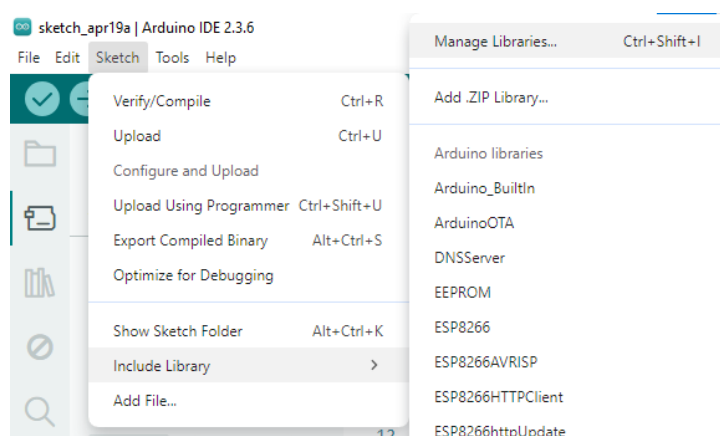 sketch_apr19a | Arduino IDE 2.3.6
File Edit Sketch Tools Help
Verify/Compile Ctrl+R
Upload Ctrl+U
Configure and Upload
Upload Using Programmer Ctrl+Shift+U
Export Compiled Binary Alt+Ctrl+S
Optimize for Debugging
Show Sketch Folder Alt+Ctrl+K
Include Library
Add File...
12
Manage Libraries... Ctrl+Shift+I
Add .ZIP Library...
Arduino libraries
Arduino_BuiltIn
ArduinoOTA
DNSServer
EEPROM
ESP8266
ESP8266AVRISP
ESP8266HTTPClient
ESP8266httpUpdate